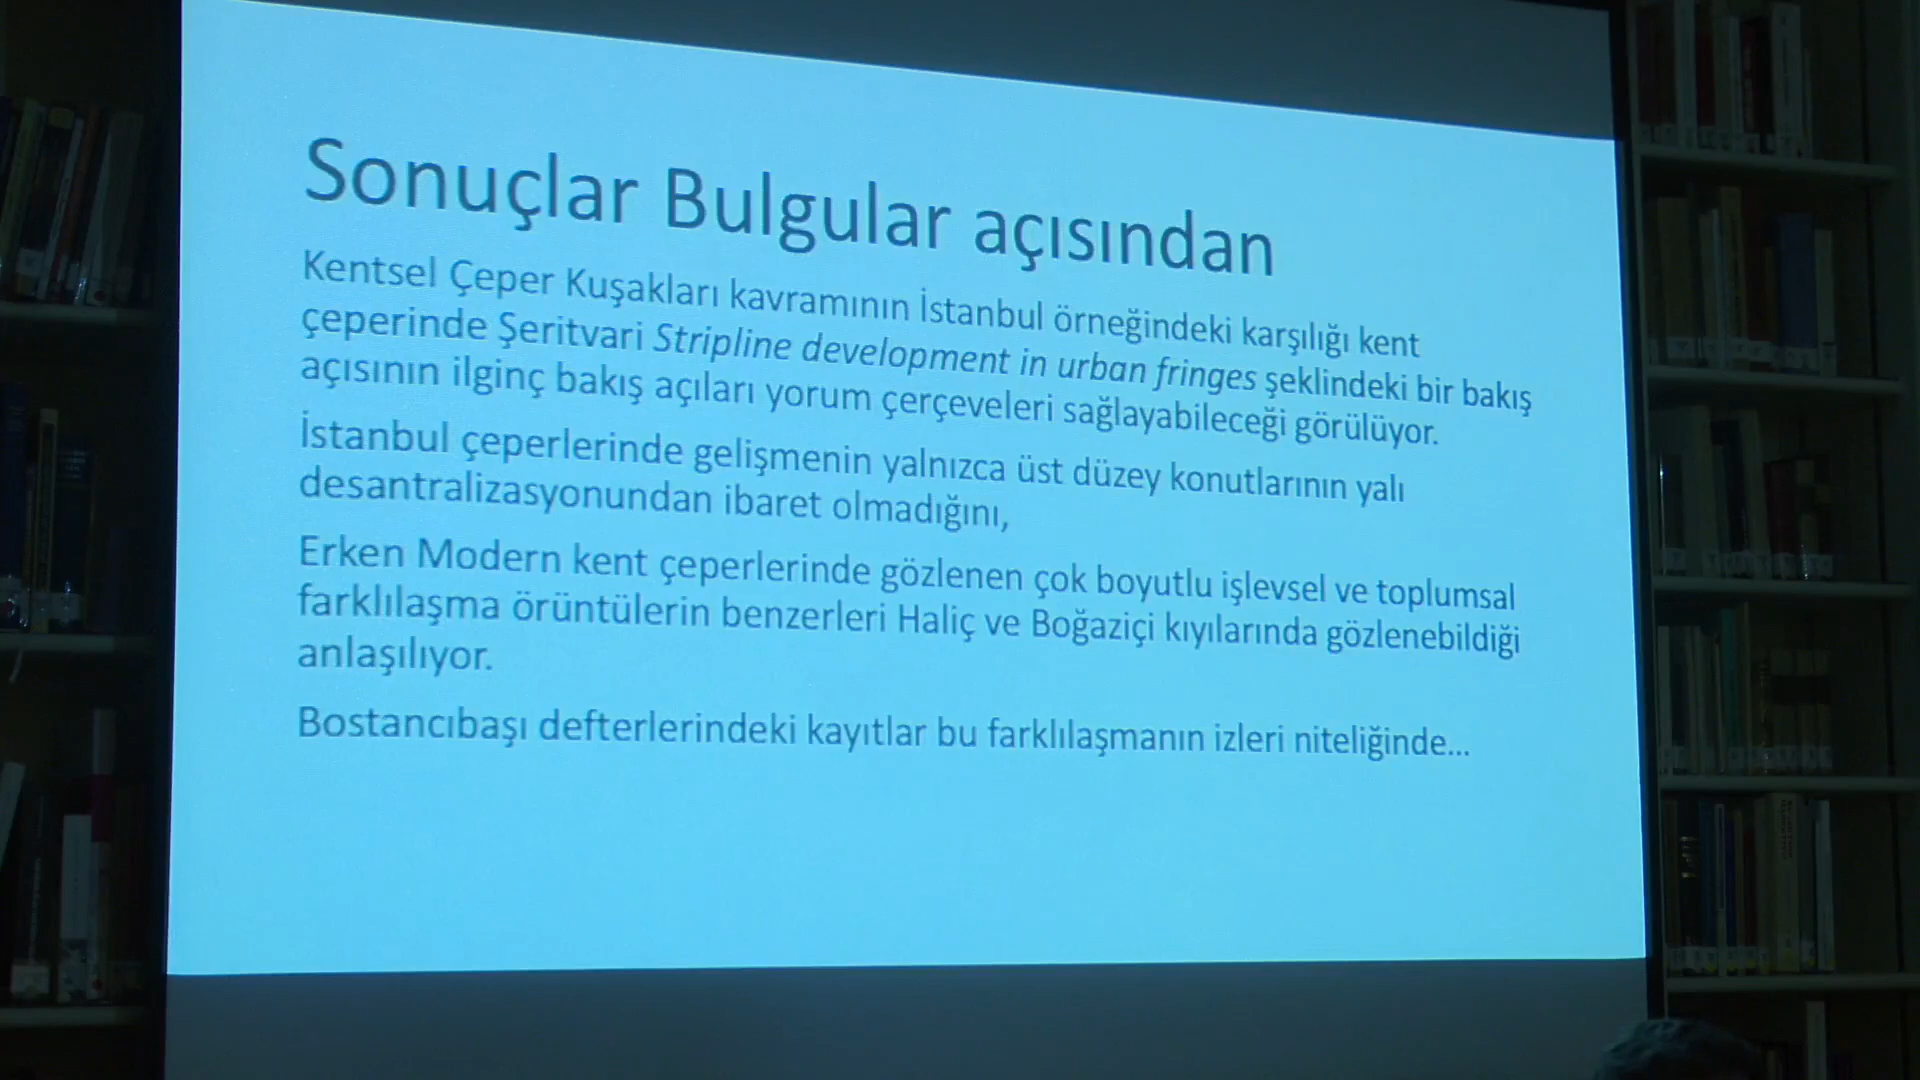 Sonuçlar Bulgular açısından
Kentsel Çeper Kuşakları kavramının İstanbul örneğindeki karşılığı kent
çeperinde Şeritvari Stripline development in urban fringes şeklindeki bir bakış
açısının ilginç bakış açıları yorum çerçeveleri sağlayabileceği görülüyor.
İstanbul çeperlerinde gelişmenin yalnızca üst düzey konutlarının yalı
desantralizasyonundan ibaret olmadığını,
Erken Modern kent çeperlerinde gözlenen çok boyutlu işlevsel ve toplumsal
farklılaşma örüntülerin benzerleri Haliç ve Boğaziçi kıyılarında gözlenebildiği
anlaşılıyor.
Bostancıbaşı defterlerindeki kayıtlar bu farklılaşmanın izleri niteliğinde...